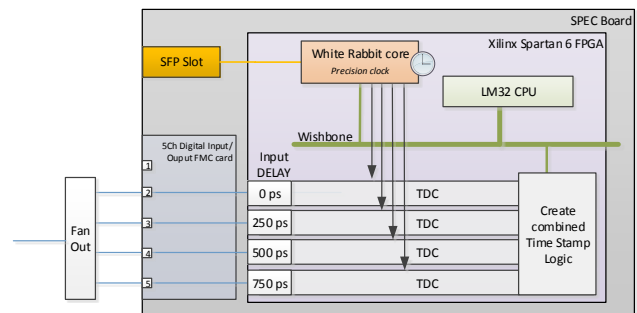 SPEC Board
Xilinx Spartan 6 FPGA
SFP Slot
White Rabbit core
Precision clock
LM32 CPU
Wishbone
5Ch Digital Input/
Ouput FMC card
Input
DELAY
1
2
0 ps
TDC
3
250 ps
TDC
4
500 ps
TDC
5
750 ps
TDC
Fan
Out
Create
combined
Time Stamp
Logic